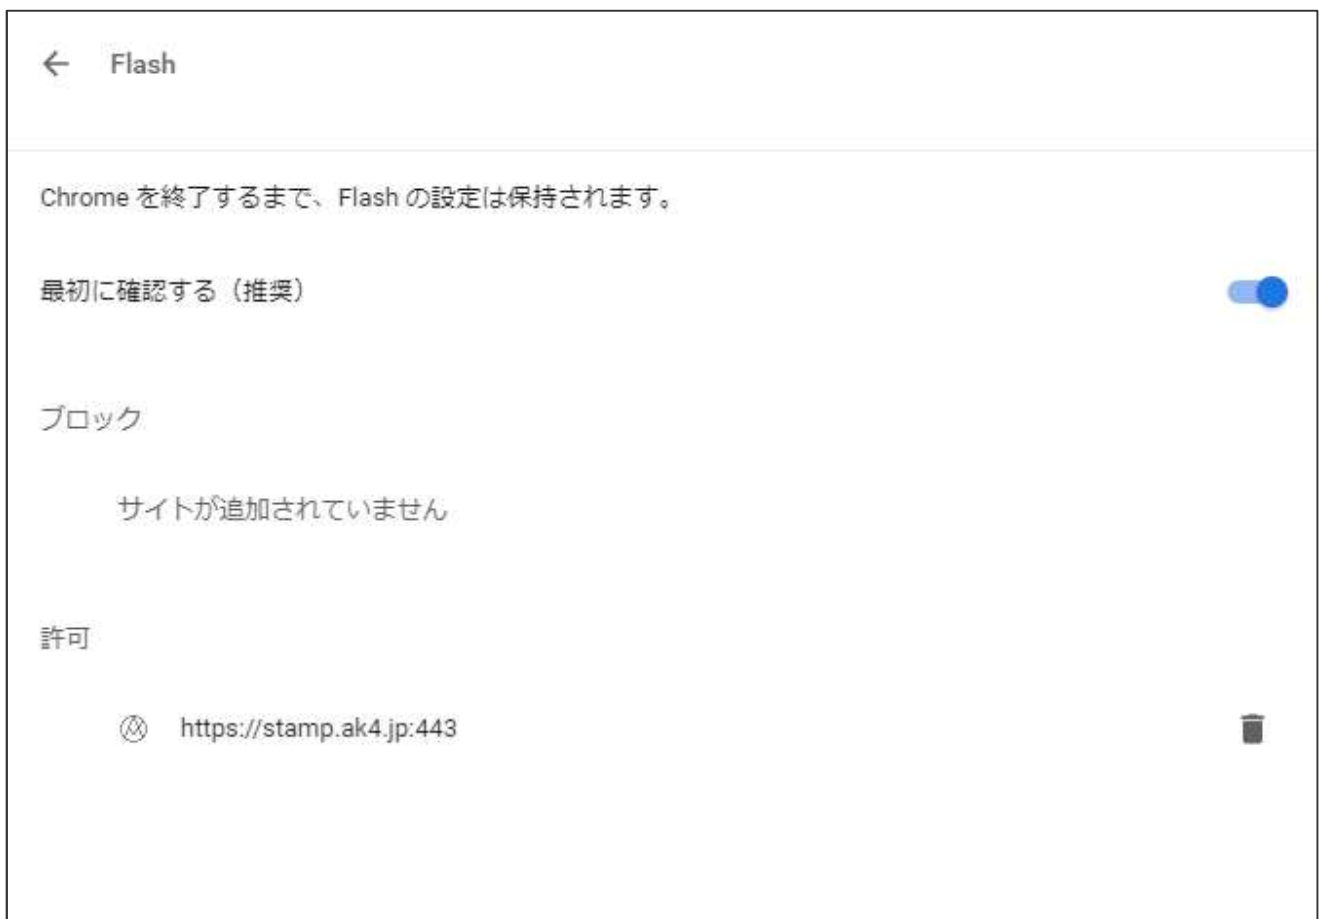 Flash
Chrome を終了するまで、Flash の設定は保持されます。
最初に確認する（推奨）
ブロック
サイトが追加されていません
許可
https://stamp.ak4.jp:443